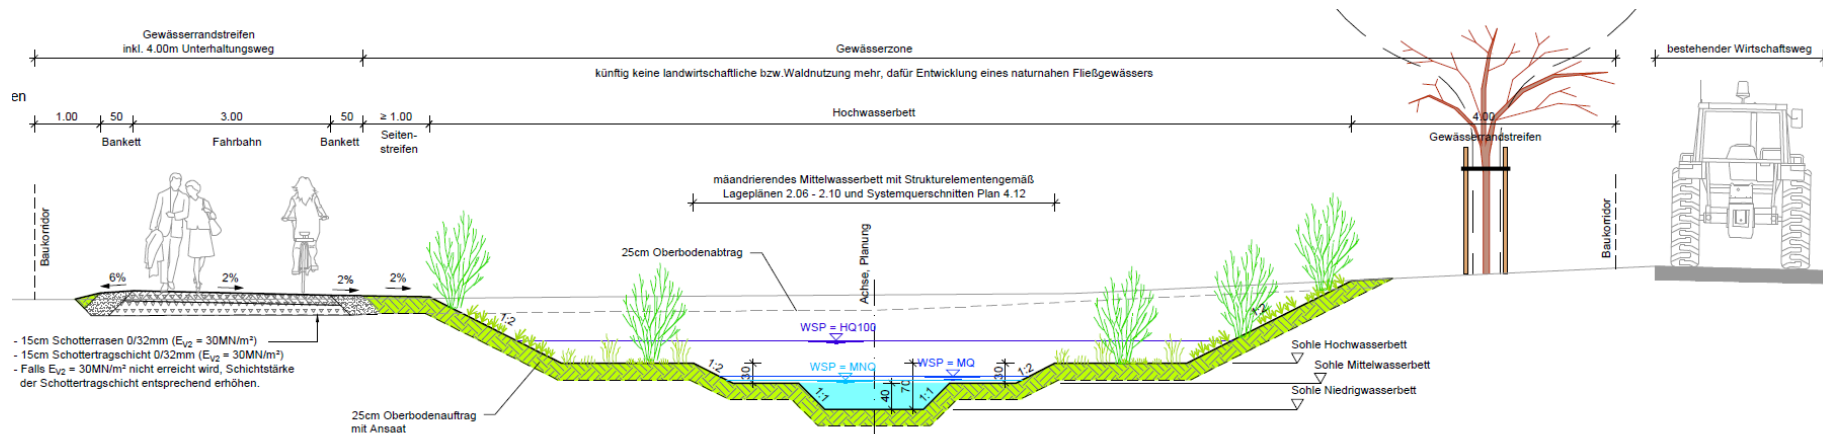 Gewässerrandstreifen
inkl. 4.00m Unterhaltungsweg
Gewässerzone
bestehender Wirtschaftsweg
künftig keine landwirtschaftliche bzw.Waldnutzung mehr, dafür Entwicklung eines naturnahen Fließgewässers
en
1.00
50
3.00
50
≥ 1.00
Hochwasserbett
4.00
Bankett
Fahrbahn
Bankett
Seiten-
streifen
Gewässerrandstreifen
mäandrierendes Mittelwasserbett mit Strukturelementengemäß
Lageplänen 2.06 - 2.10 und Systemquerschnitten Plan 4.12
Baukorridor
25cm Oberbodenabtrag
Achse, Planung
Baukorridor
6%
2%
2%
2%
1:2
1:2
WSP = HQ100
- 15cm Schotterrasen 0/32mm (EV2 = 30MN/m²)
- 15cm Schottertragschicht 0/32mm (EV2 = 30MN/m²)
- Falls EV2 = 30MN/m² nicht erreicht wird, Schichtstärke
der Schottertragschicht entsprechend erhöhen.
Sohle Hochwasserbett
1:2
30
WSP = MNQ
WSP = MQ
30
1:2
Sohle Mittelwasserbett
1:1
40
70
1:1
Sohle Niedrigwasserbett
25cm Oberbodenauftrag
mit Ansaat